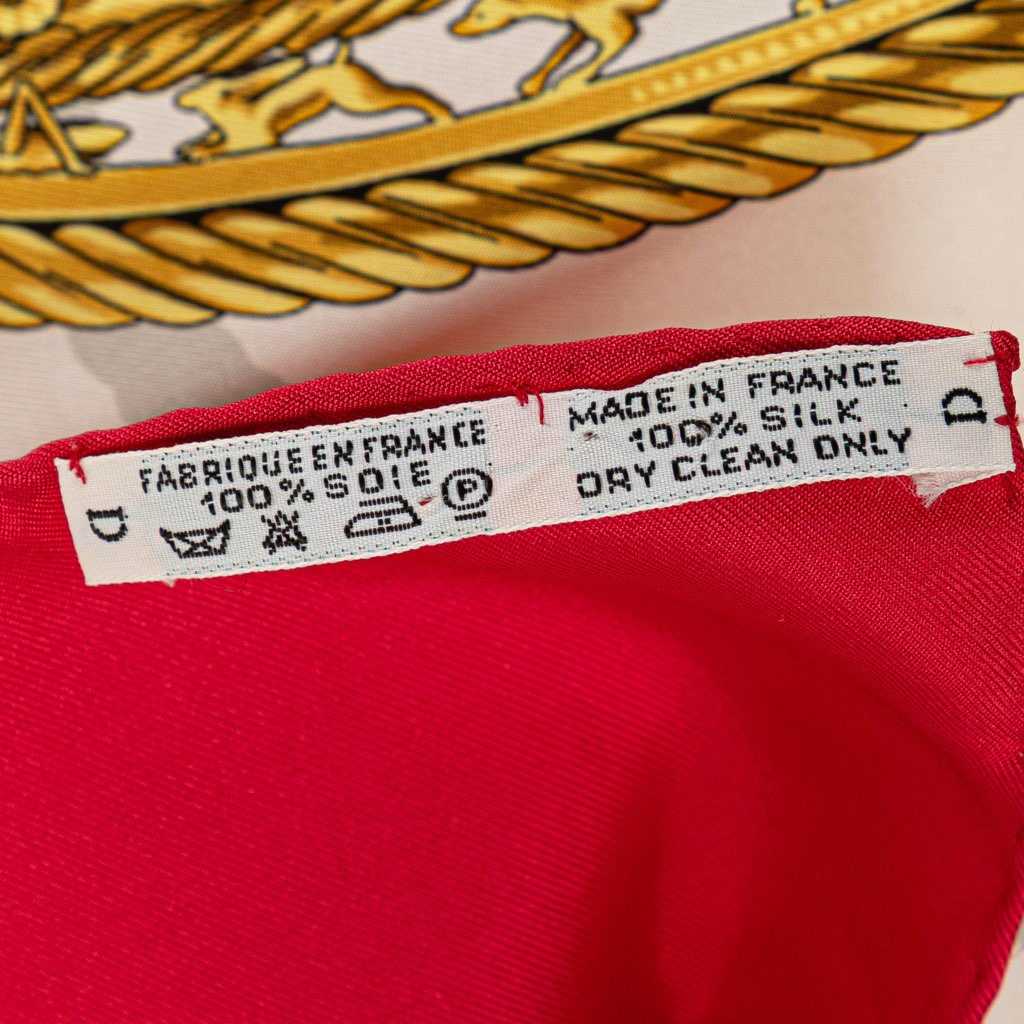 D
FABRIQUE EN FRANCE
100% SOIE
P
MADE IN FRANCE
100% SILK
DRY CLEAN ONLY
D